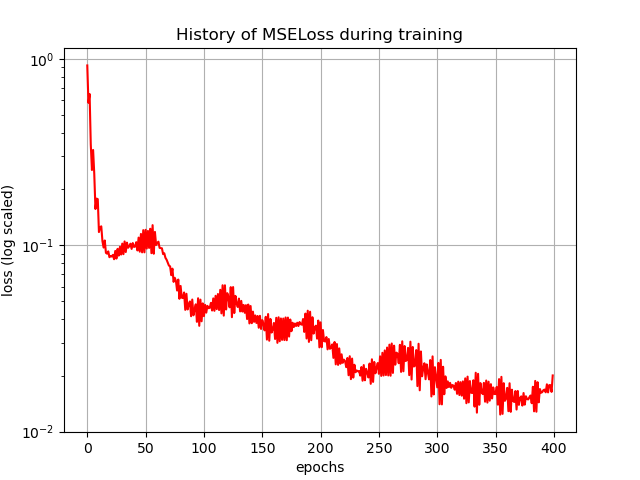 History of MSELoss during training
10⁰
10⁻¹
10⁻²
loss (log scaled)
0 50 100 150 200 250 300 350 400
epochs